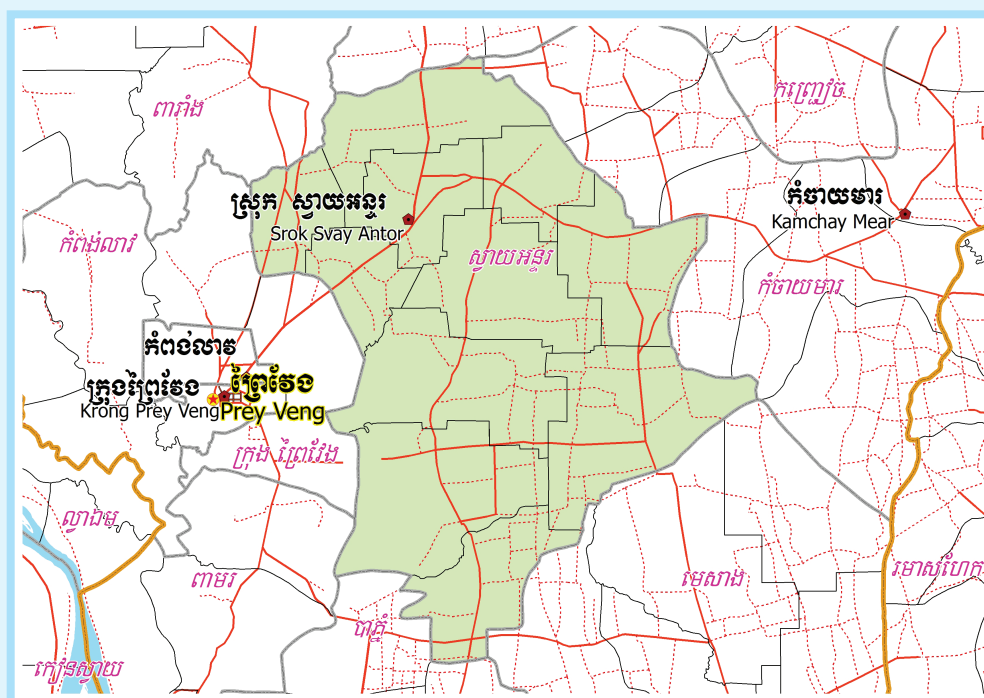 កញ្ជ្រៀច
ពារាំង
ស្រុក ស្វាយអន្ទរ
Srok Svay Antor
កំចាយមារ
Kamchay Mear
កំពង់លាវ
ស្វាយអន្ទរ
កំចាយមារ
កំពង់លាវ
ក្រុងព្រៃវែង
ព្រៃវែង
Krong Prey Veng
Prey Veng
ក្រុង ព្រៃវែង
ល្វាឯម
ពាមរ
មេសាង
រមាសហែក
បាភ្នំ
កៀនស្វាយ